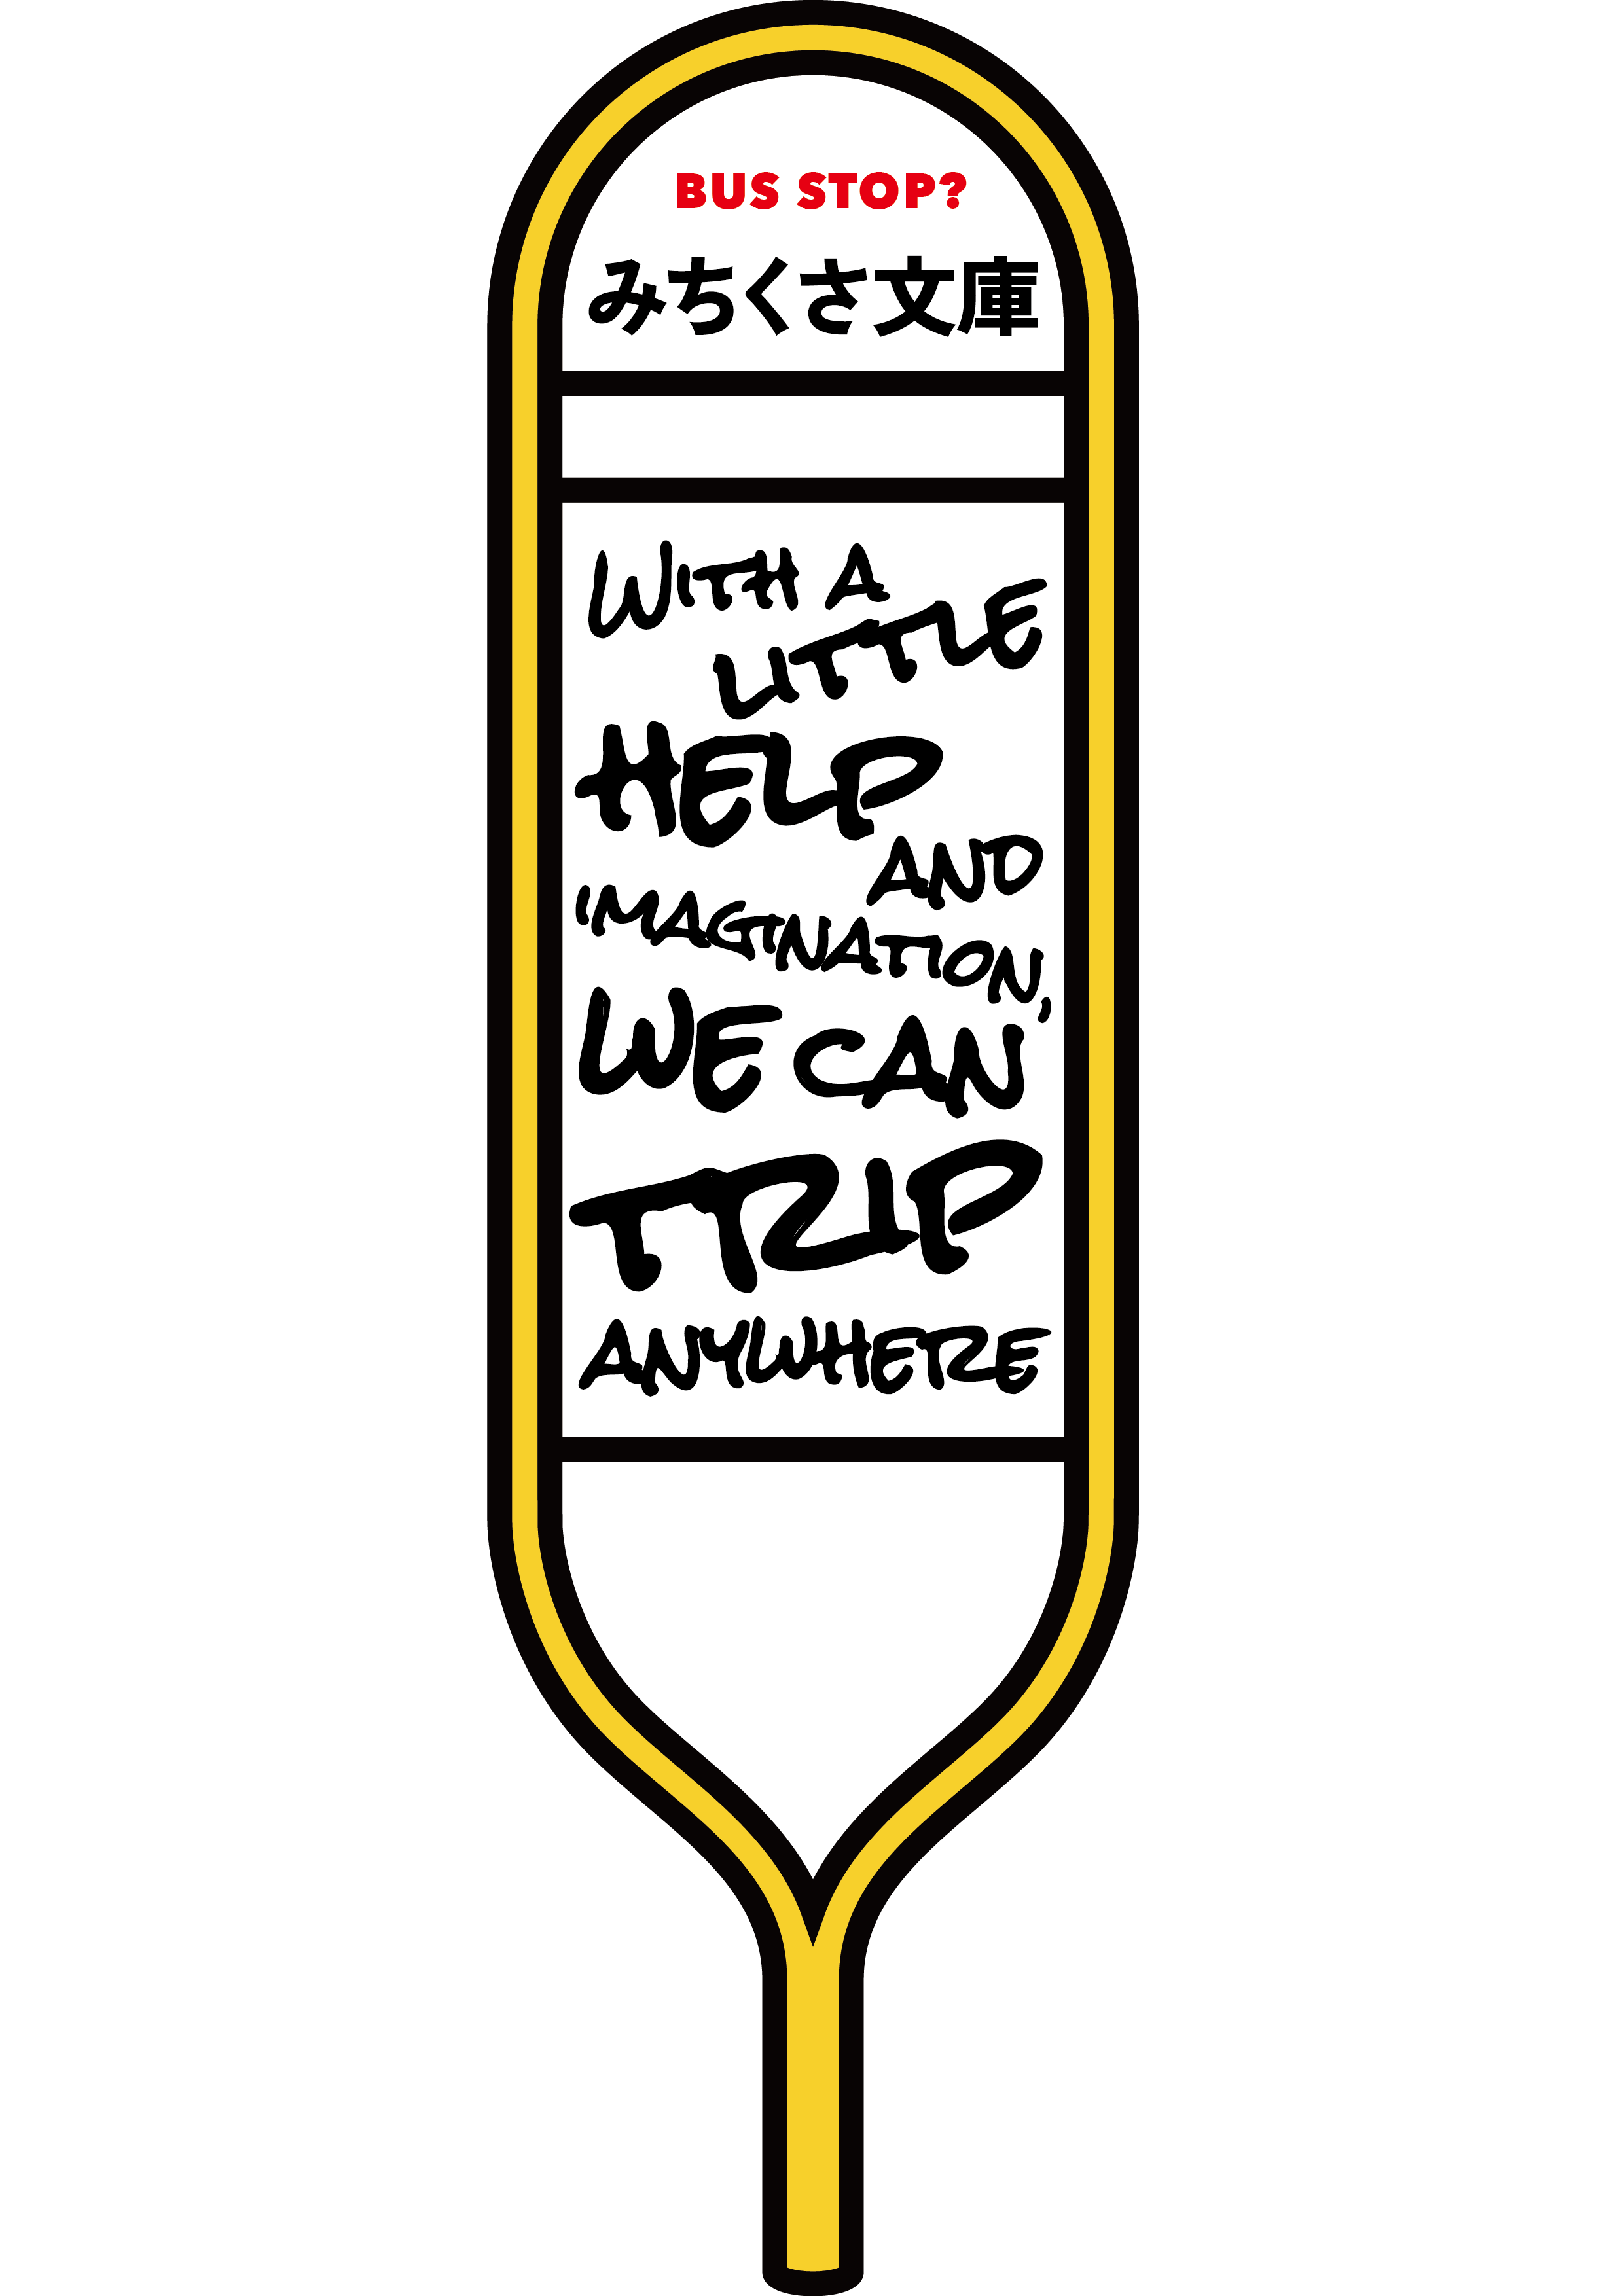 BUS STOP?
みちくさ文庫
WITH A
LITTLE
HELP
AND
IMAGINATION,
WE CAN
TRIP
ANYWHERE